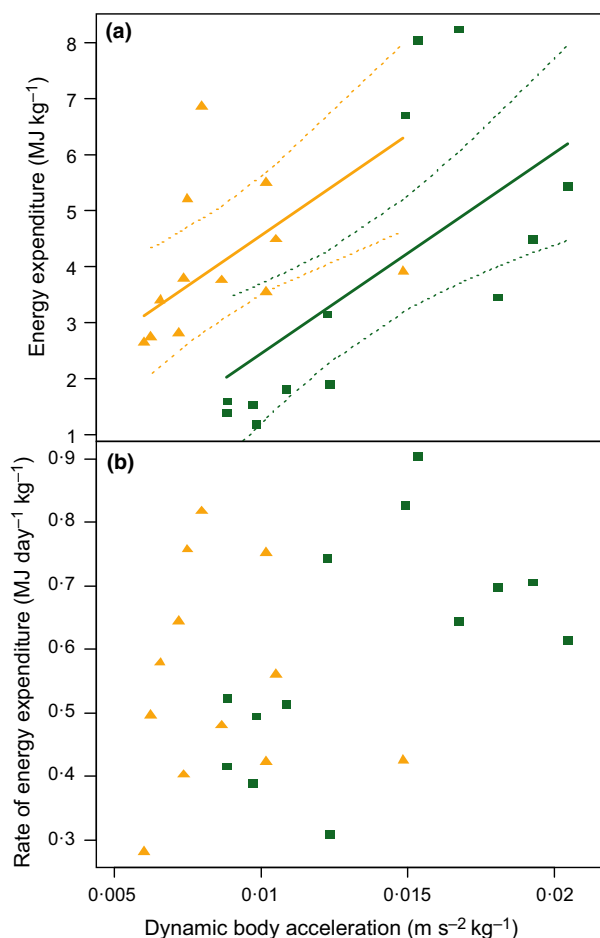 (a)
8
7
6
5
4
3
2
1
Energy expenditure (MJ kg⁻¹)
(b)
0·9
0·8
0·7
0·6
0·5
0·4
0·3
Rate of energy expenditure (MJ day⁻¹ kg⁻¹)
0·005 0·01 0·015 0·02
Dynamic body acceleration (m s⁻² kg⁻¹)